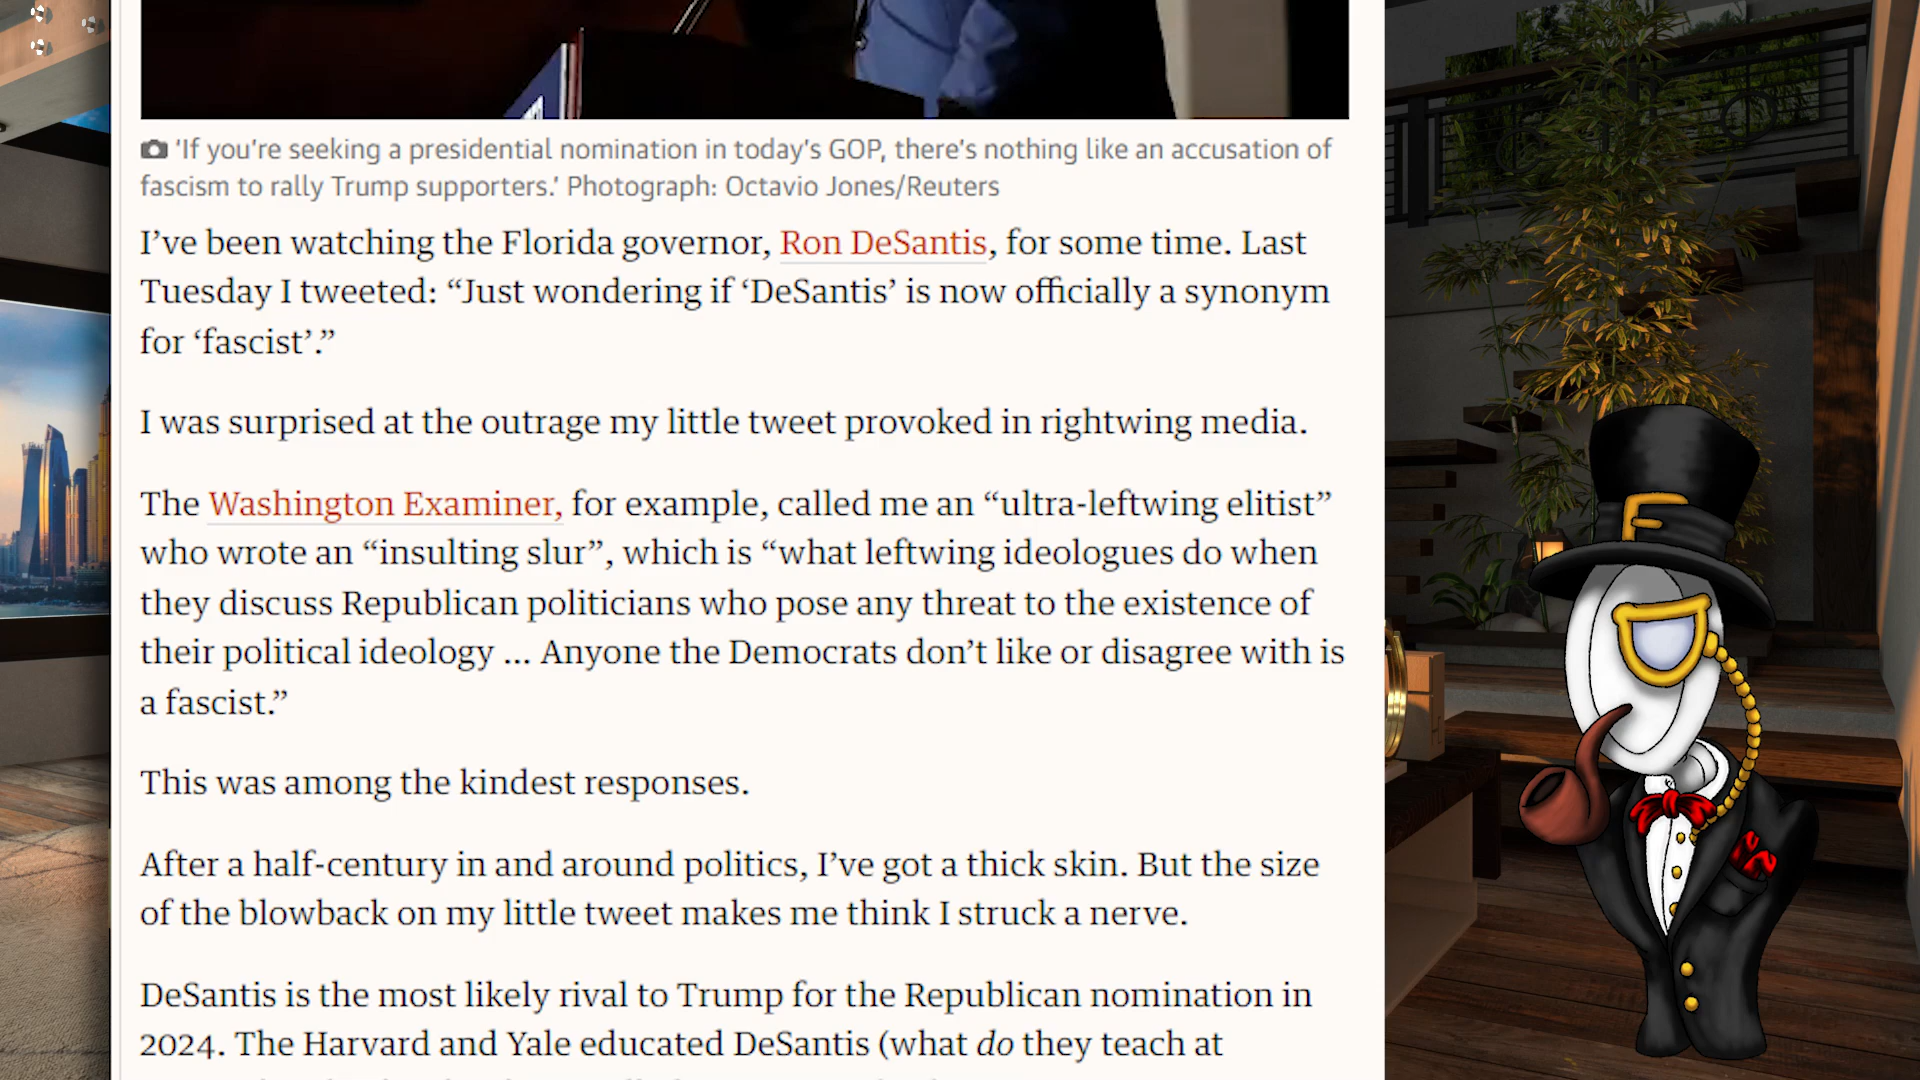 'If you're seeking a presidential nomination in today's GOP, there's nothing like an accusation of
fascism to rally Trump supporters.' Photograph: Octavio Jones/Reuters
I’ve been watching the Florida governor, Ron DeSantis, for some time. Last
Tuesday I tweeted: “Just wondering if ‘DeSantis’ is now officially a synonym
for ‘fascist’.”
I was surprised at the outrage my little tweet provoked in rightwing media.
The Washington Examiner, for example, called me an “ultra-leftwing elitist”
who wrote an “insulting slur”, which is “what leftwing ideologues do when
they discuss Republican politicians who pose any threat to the existence of
their political ideology ... Anyone the Democrats don’t like or disagree with is
a fascist.”
This was among the kindest responses.
After a half-century in and around politics, I’ve got a thick skin. But the size
of the blowback on my little tweet makes me think I struck a nerve.
DeSantis is the most likely rival to Trump for the Republican nomination in
2024. The Harvard and Yale educated DeSantis (what do they teach at